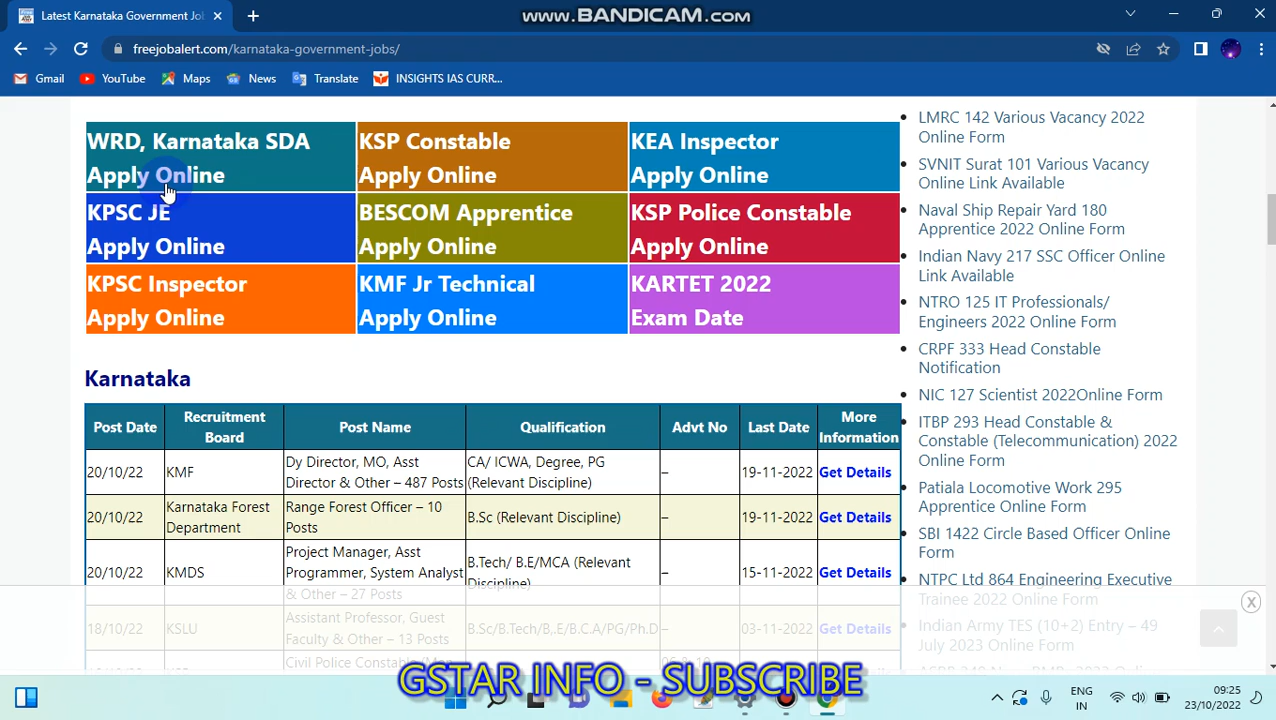 Latest Karnataka Government Job
www.BANDICAM.com
freejobalert.com/karnataka-government-jobs/
Gmail YouTube Maps News Translate INSIGHTS IAS CURR...
WRD, Karnataka SDA
Apply Online
KSP Constable
Apply Online
KEA Inspector
Apply Online
KPSC JE
Apply Online
BESCOM Apprentice
Apply Online
KSP Police Constable
Apply Online
KPSC Inspector
Apply Online
KMF Jr Technical
Apply Online
KARTET 2022
Exam Date
Karnataka
Post Date Recruitment Board Post Name Qualification Advt No Last Date More Information
20/10/22 KMF Dy Director, MO, Asst
Director & Other – 487 Posts CA/ ICWA, Degree, PG
(Relevant Discipline) – 19-11-2022 Get Details
20/10/22 Karnataka Forest
Department Range Forest Officer – 10
Posts B.Sc (Relevant Discipline) – 19-11-2022 Get Details
20/10/22 KMDS Project Manager, Asst
Programmer, System Analyst
& Other – 27 Posts B.Tech/ B.E/MCA (Relevant
Discipline) – 15-11-2022 Get Details
18/10/22 KSLU Assistant Professor, Guest
Faculty & Other – 13 Posts B.Sc/B.Tech/B,.E/B.C.A/PG/Ph.D – 03-11-2022 Get Details
Civil Police Constable (Men
LMRC 142 Various Vacancy 2022
Online Form
SVNIT Surat 101 Various Vacancy
Online Link Available
Naval Ship Repair Yard 180
Apprentice 2022 Online Form
Indian Navy 217 SSC Officer Online
Link Available
NTRO 125 IT Professionals/
Engineers 2022 Online Form
CRPF 333 Head Constable
Notification
NIC 127 Scientist 2022Online Form
ITBP 293 Head Constable &
Constable (Telecommunication) 2022
Online Form
Patiala Locomotive Work 295
Apprentice Online Form
SBI 1422 Circle Based Officer Online
Form
NTPC Ltd 864 Engineering Executive
Trainee 2022 Online Form
Indian Army TES (10+2) Entry – 49
July 2023 Online Form
X
GSTAR INFO - SUBSCRIBE
ENG
IN
09:25
23/10/2022